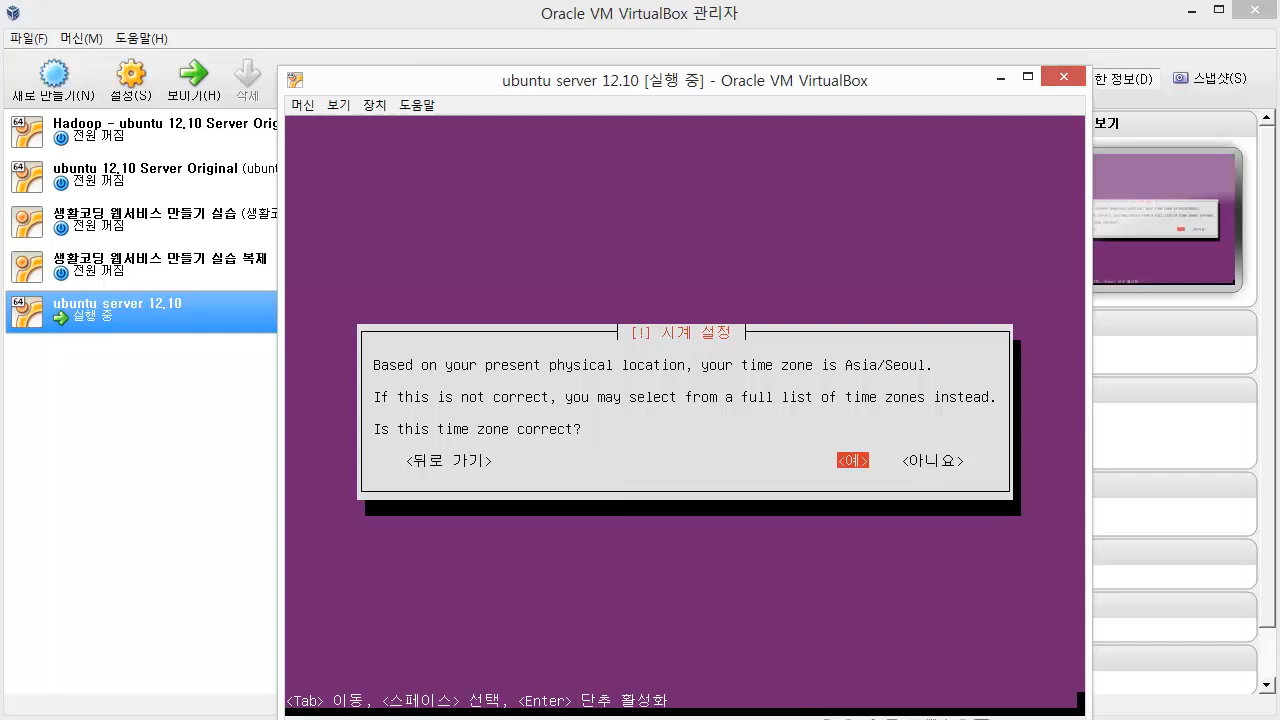 Oracle VM VirtualBox 관리자
파일(F) 머신(M) 도움말(H)
새로 만들기(N) 설정(S) 보이기(H) 삭제
한 정보(D) 스냅샷(S)
64 Hadoop - ubuntu 12.10 Server Orig
전원 꺼짐
64 ubuntu 12.10 Server Original (ubunt
전원 꺼짐
생활코딩 웹서비스 만들기 실습 (생활코
전원 꺼짐
생활코딩 웹서비스 만들기 실습 복제
전원 꺼짐
64 ubuntu server 12.10
실행 중
ubuntu server 12.10 [실행 중] - Oracle VM VirtualBox
머신 보기 장치 도움말
[!] 시계 설정
Based on your present physical location, your time zone is Asia/Seoul.
If this is not correct, you may select from a full list of time zones instead.
Is this time zone correct?
<뒤로 가기> <예> <아니요>
<Tab> 이동, <스페이스> 선택, <Enter> 단추 활성화
보기